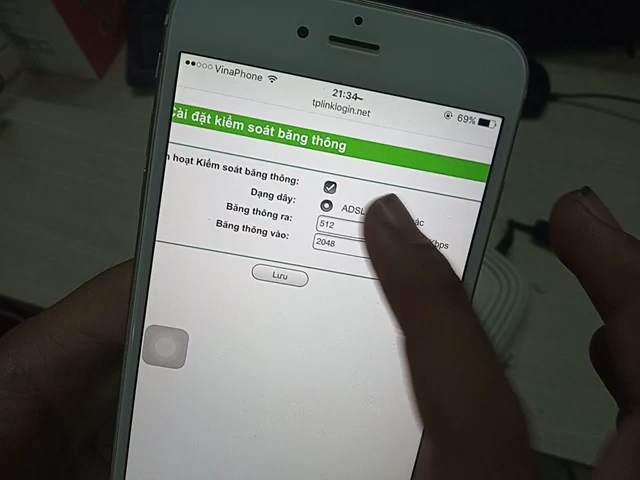 VinaPhone
21:34
69%
tplinklogin.net
Cài đặt kiểm soát băng thông
hoạt Kiểm soát băng thông:
Dạng dây:
ADSL
Băng thông ra:
512
Băng thông vào:
2048
Kbps
Lưu